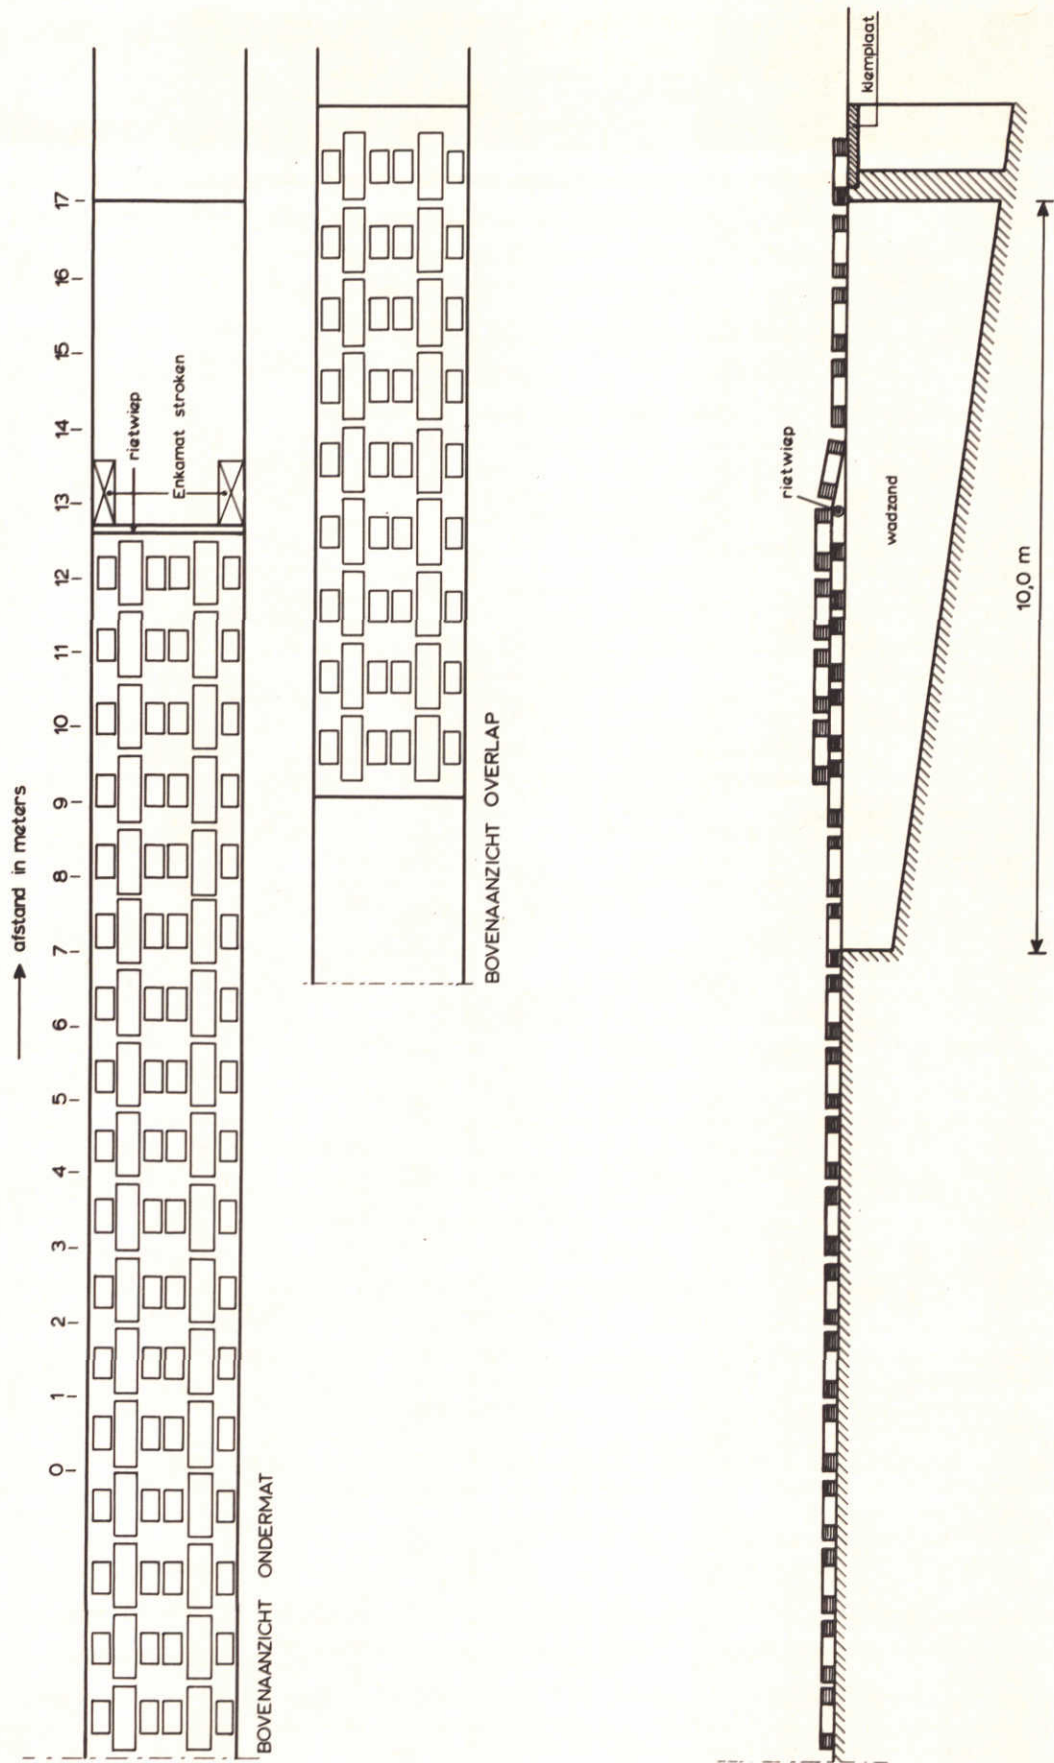 afstand in meters
0 1 2 3 4 5 6 7 8 9 10 11 12 13 14 15 16 17
rietwiep
Enkamat stroken
BOVENAANZICHT ONDERMAT
BOVENAANZICHT OVERLAP
rietwiep
wadzand
klemplaat
10,0 m